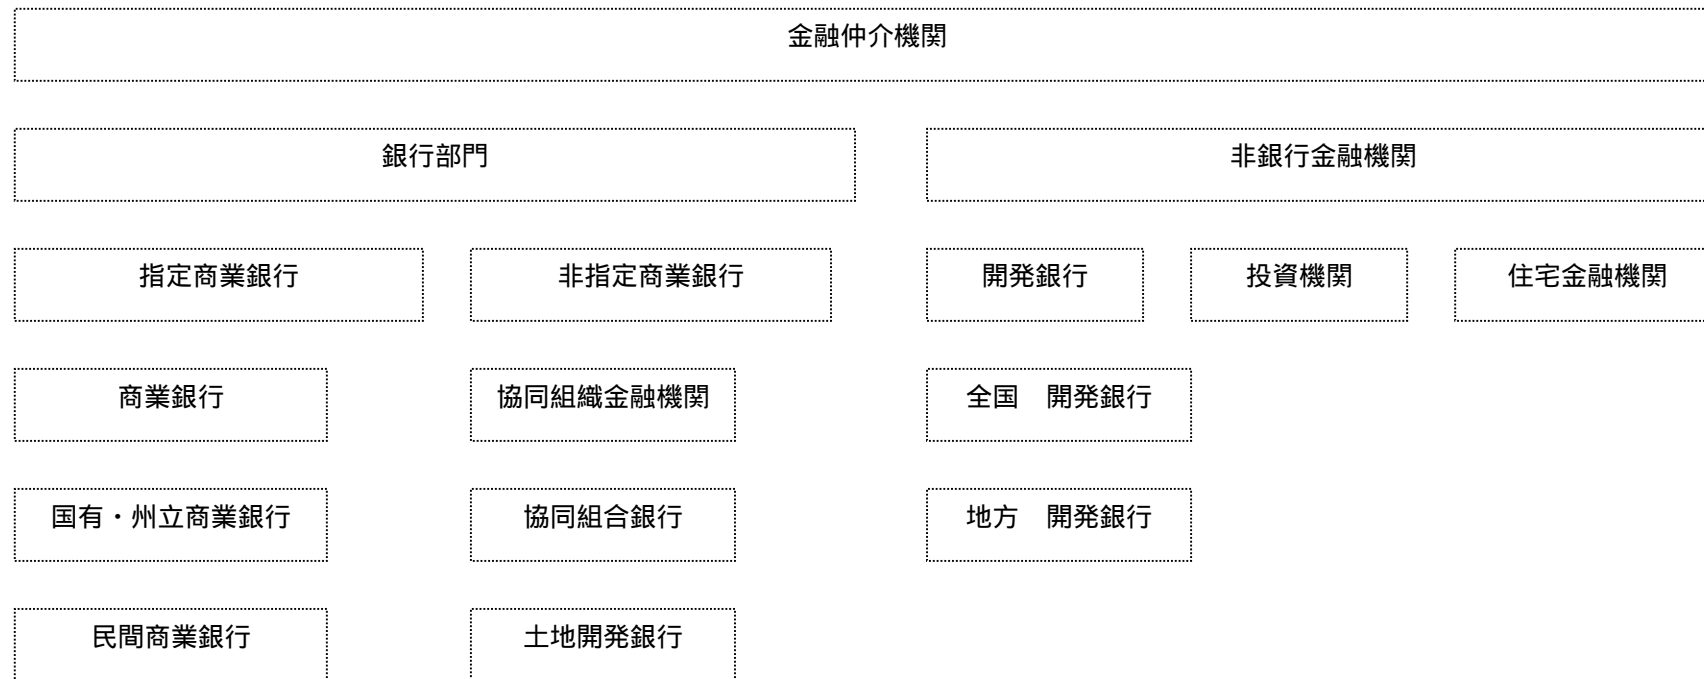 金融仲介機関
銀行部門
非銀行金融機関
指定商業銀行
非指定商業銀行
開発銀行
投資機関
住宅金融機関
商業銀行
協同組織金融機関
全国　開発銀行
国有・州立商業銀行
協同組合銀行
地方　開発銀行
民間商業銀行
土地開発銀行